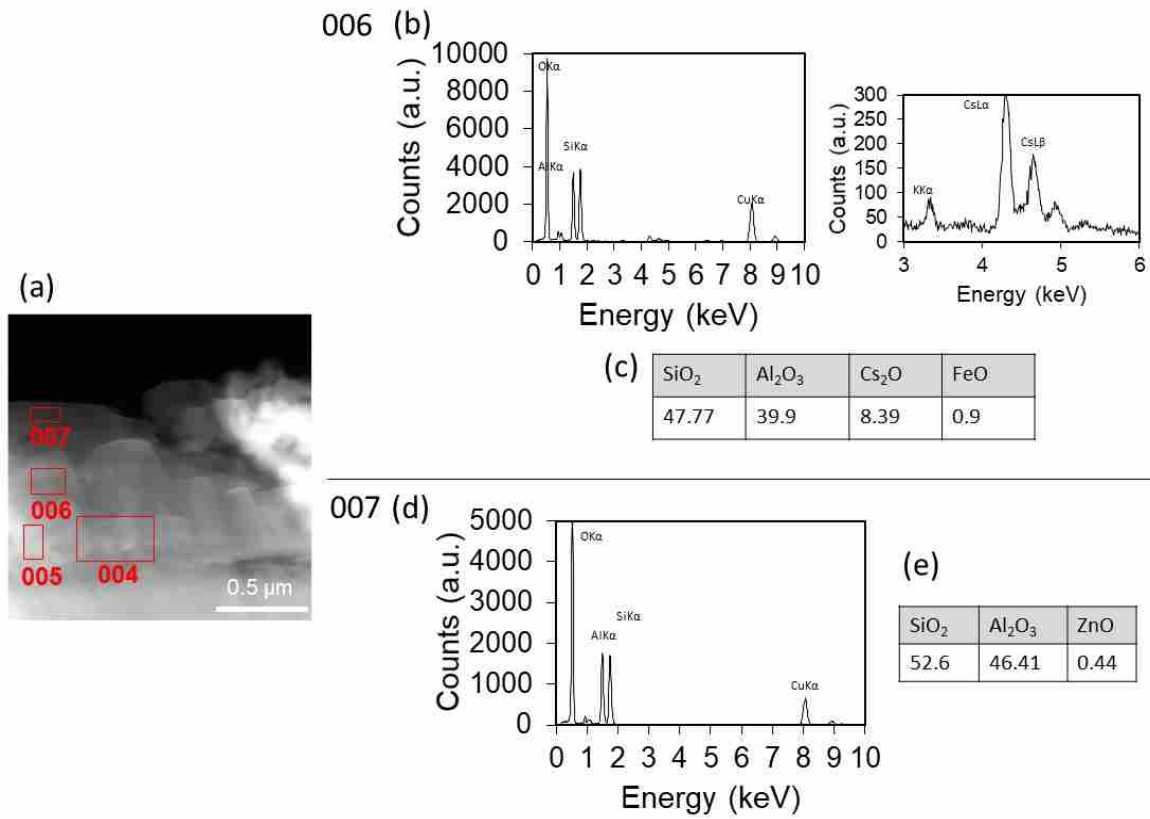 006 (b)
10000
8000
6000
4000
2000
0
Counts (a.u.)
OKα
AlKα
SiKα
CuKα
0 1 2 3 4 5 6 7 8 9 10
Energy (keV)
300
250
200
150
100
50
0
Counts (a.u.)
CsLα
CsLβ
KKα
3 4 5 6
Energy (keV)
(a)
007
006
005
004
0.5 µm
(c)
SiO₂ Al₂O₃ Cs₂O FeO
47.77 39.9 8.39 0.9
007 (d)
5000
4000
3000
2000
1000
0
Counts (a.u.)
OKα
SiKα
AlKα
CuKα
0 1 2 3 4 5 6 7 8 9 10
Energy (keV)
(e)
SiO₂ Al₂O₃ ZnO
52.6 46.41 0.44